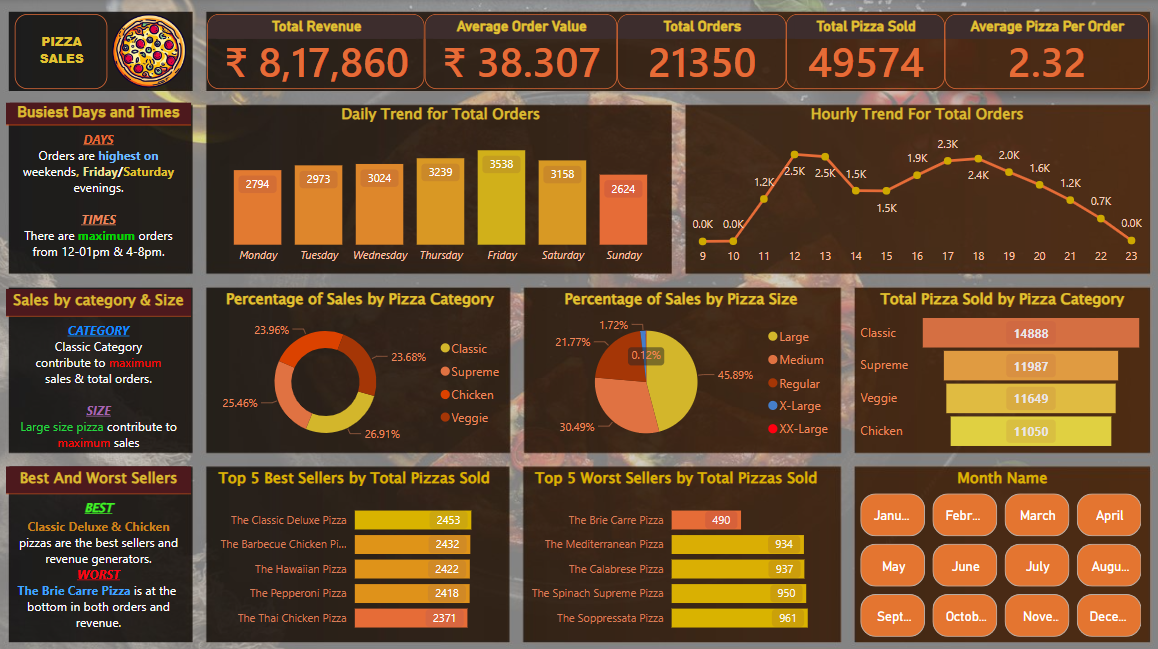 PIZZA
SALES
Total Revenue
₹ 8,17,860
Average Order Value
₹ 38.307
Total Orders
21350
Total Pizza Sold
49574
Average Pizza Per Order
2.32
Busiest Days and Times
DAYS
Orders are highest on
weekends, Friday/Saturday
evenings.
TIMES
There are maximum orders
from 12-01pm & 4-8pm.
Daily Trend for Total Orders
2794
2973
3024
3239
3538
3158
2624
Monday
Tuesday
Wednesday
Thursday
Friday
Saturday
Sunday
Hourly Trend For Total Orders
0.0K
0.0K
1.2K
2.5K
2.5K
1.5K
1.5K
1.9K
2.3K
2.4K
2.0K
1.6K
1.2K
0.7K
0.0K
9
10
11
12
13
14
15
16
17
18
19
20
21
22
23
Sales by category & Size
CATEGORY
Classic Category
contribute to maximum
sales & total orders.
SIZE
Large size pizza contribute to
maximum sales
Percentage of Sales by Pizza Category
23.96%
23.68%
25.46%
26.91%
Classic
Supreme
Chicken
Veggie
Percentage of Sales by Pizza Size
1.72%
0.12%
21.77%
45.89%
30.49%
Large
Medium
Regular
X-Large
XX-Large
Total Pizza Sold by Pizza Category
Classic
14888
Supreme
11987
Veggie
11649
Chicken
11050
Best And Worst Sellers
BEST
Classic Deluxe & Chicken
pizzas are the best sellers and
revenue generators.
WORST
The Brie Carre Pizza is at the
bottom in both orders and
revenue.
Top 5 Best Sellers by Total Pizzas Sold
The Classic Deluxe Pizza
2453
The Barbecue Chicken Pi...
2432
The Hawaiian Pizza
2422
The Pepperoni Pizza
2418
The Thai Chicken Pizza
2371
Top 5 Worst Sellers by Total Pizzas Sold
The Brie Carre Pizza
490
The Mediterranean Pizza
934
The Calabrese Pizza
937
The Spinach Supreme Pizza
950
The Soppressata Pizza
961
Month Name
Janu...
Febr...
March
April
May
June
July
Augu...
Sept...
Octob...
Nove..
Dece...